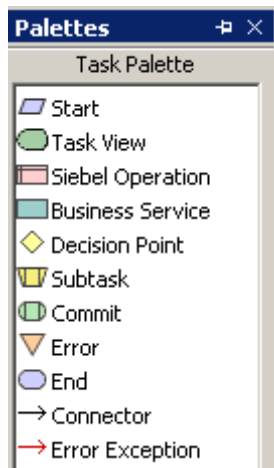 Palettes
Task Palette
Start
Task View
Siebel Operation
Business Service
Decision Point
Subtask
Commit
Error
End
Connector
Error Exception